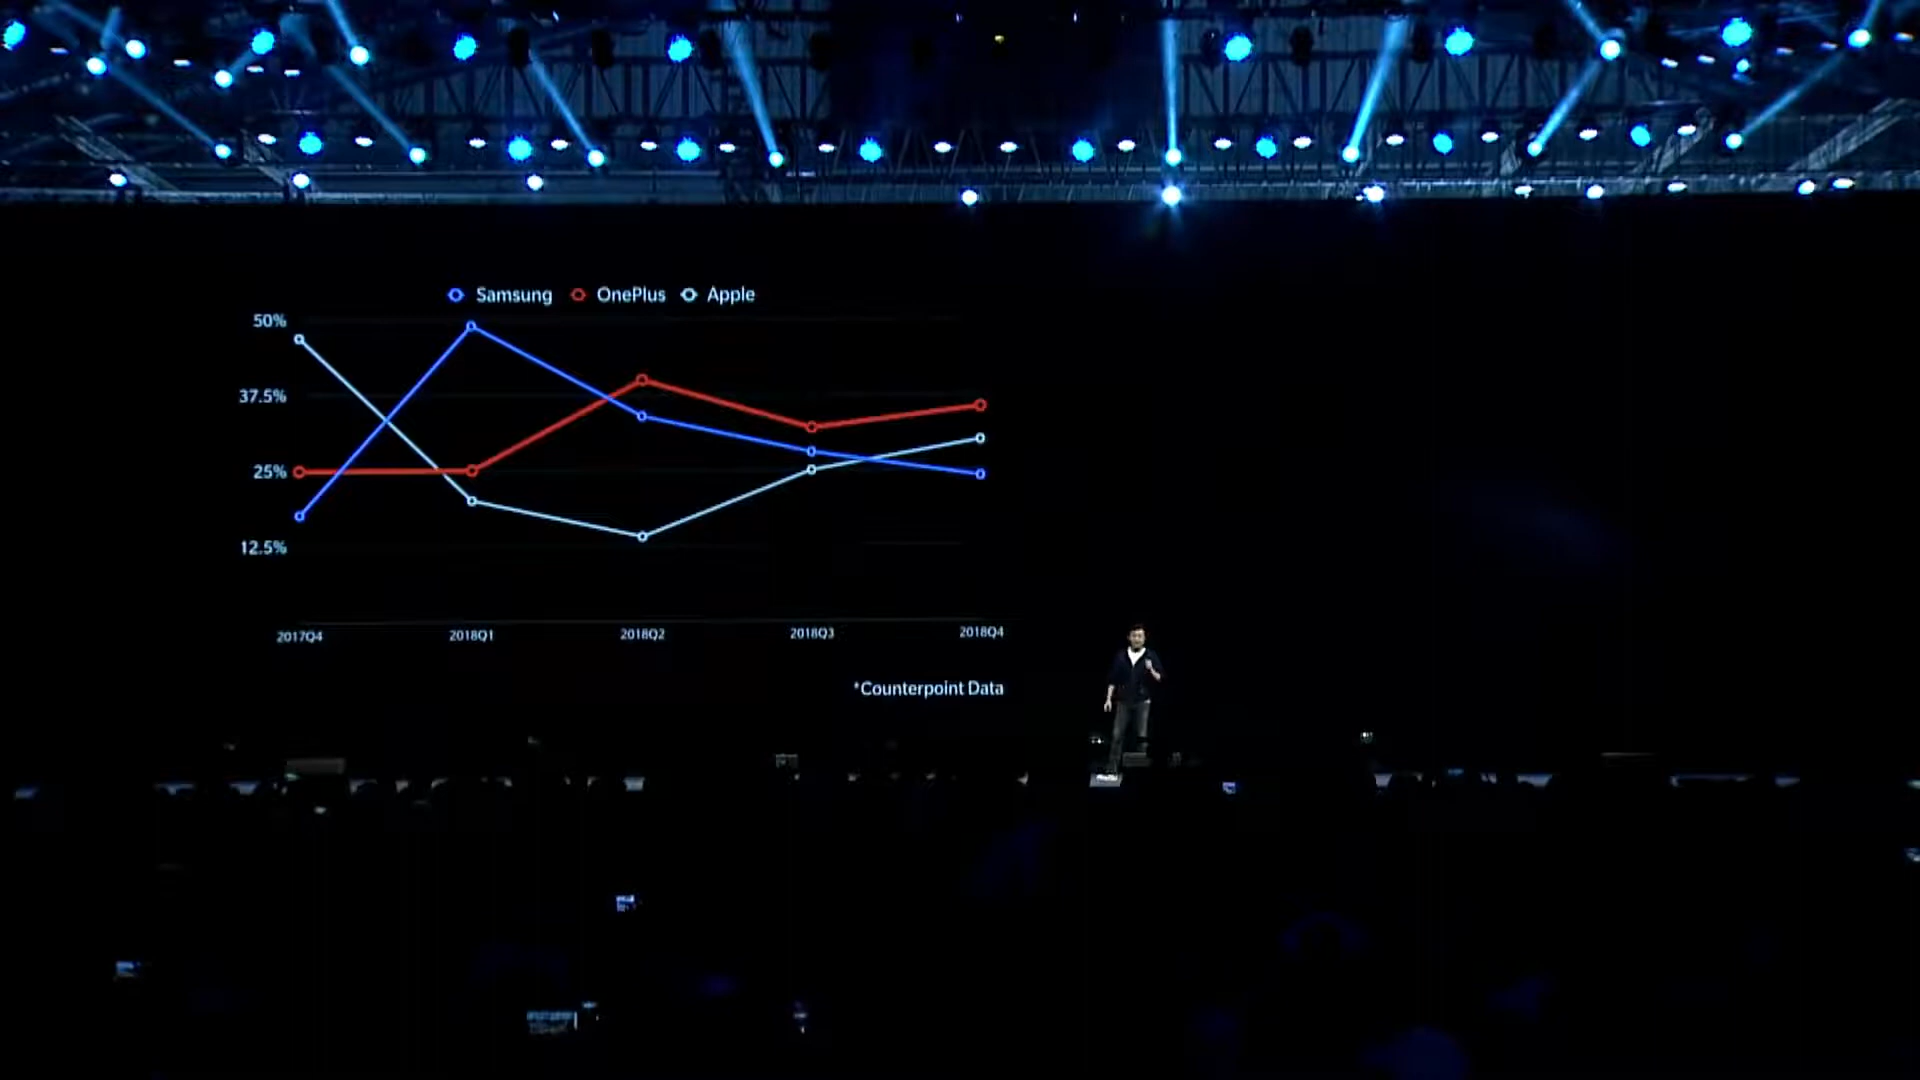 Samsung OnePlus Apple
50%
37.5%
25%
12.5%
2017Q4 2018Q1 2018Q2 2018Q3 2018Q4
*Counterpoint Data